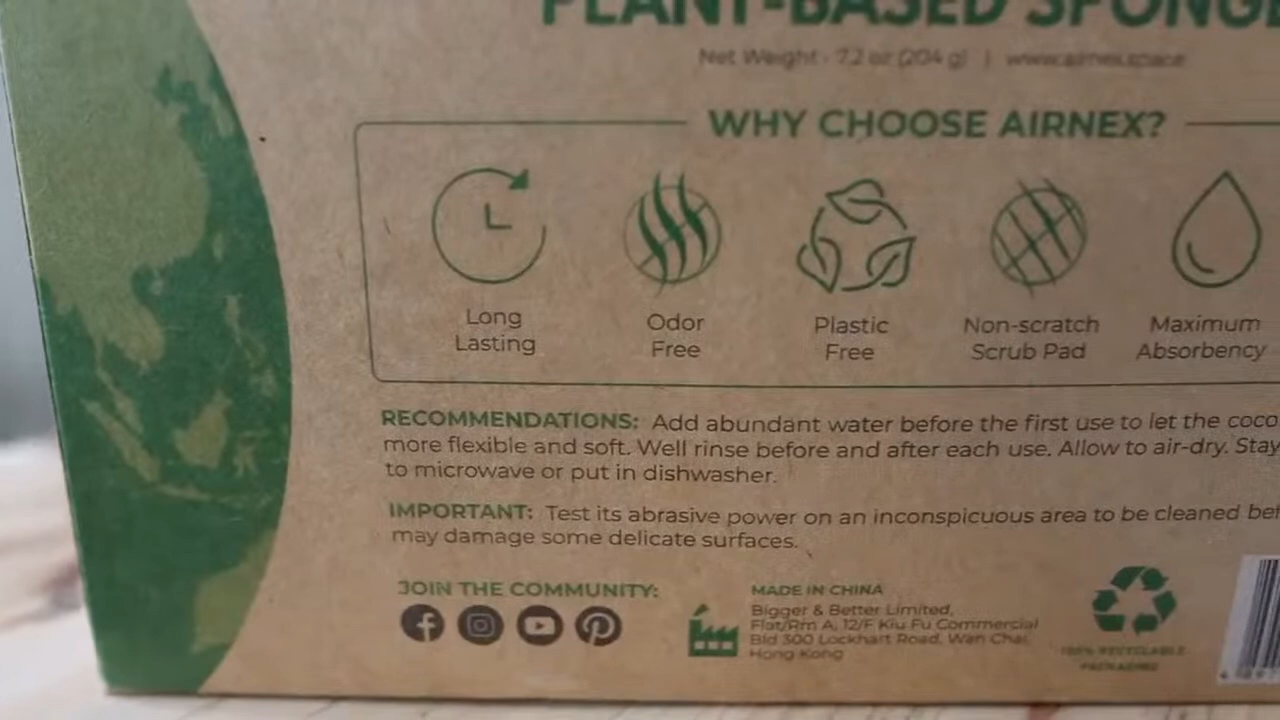 PLANT-BASED SPONGE
Net Weight - 7.2 oz (204 g) | www.airnex.space
WHY CHOOSE AIRNEX?
Long
Lasting
Odor
Free
Plastic
Free
Non-scratch
Scrub Pad
Maximum
Absorbency
RECOMMENDATIONS: Add abundant water before the first use to let the coco
more flexible and soft. Well rinse before and after each use. Allow to air-dry. Stay
to microwave or put in dishwasher.
IMPORTANT: Test its abrasive power on an inconspicuous area to be cleaned bef
may damage some delicate surfaces.
JOIN THE COMMUNITY:
MADE IN CHINA
Bigger & Better Limited,
Flat/Rm A, 12/F Kiu Fu Commercial
Bld 300 Lockhart Road, Wan Chai,
Hong Kong
100% RECYCLABLE
PACKAGING